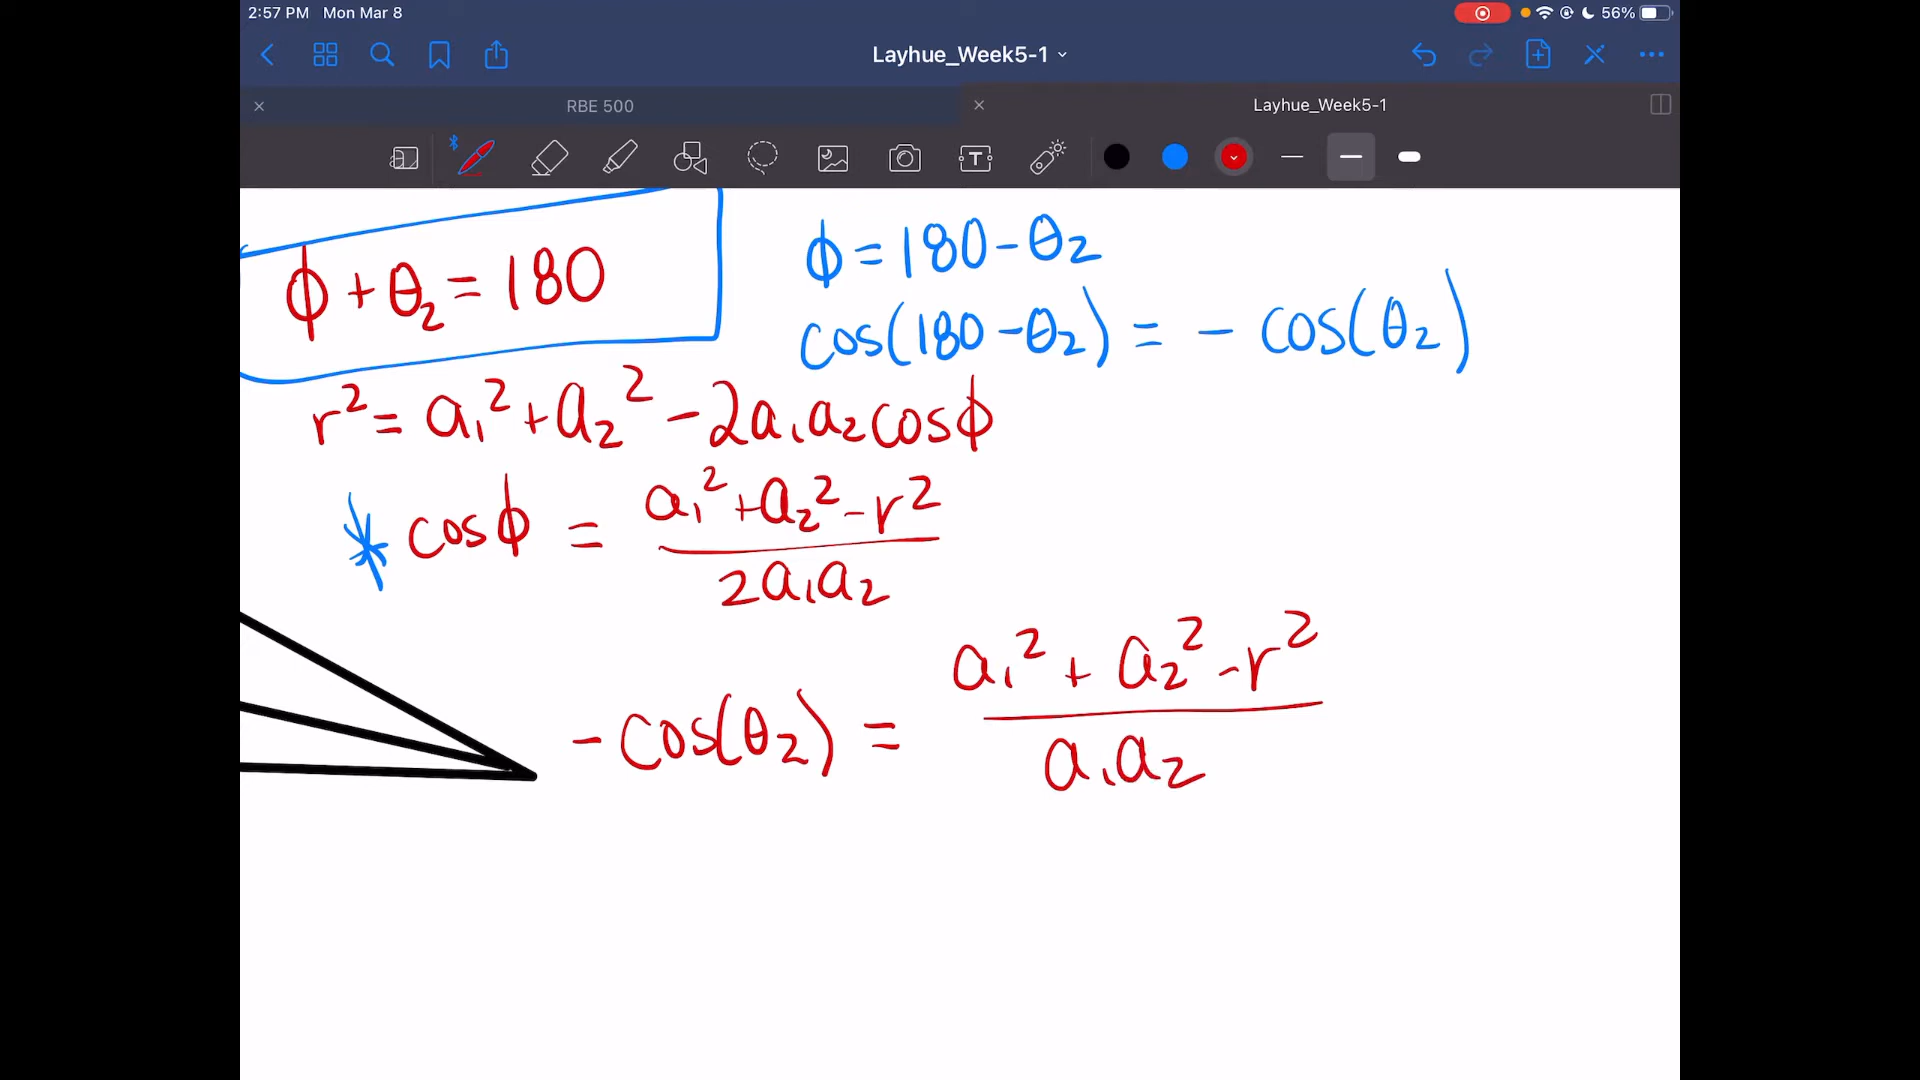 2:57 PM Mon Mar 8
56%
Layhue_Week5-1
RBE 500
Layhue_Week5-1
T
ϕ + θ₂ = 180
ϕ = 180 - θ₂
cos(180 - θ₂) = - cos(θ₂)
r² = a₁² + a₂² - 2a₁a₂cosϕ
* cosϕ = (a₁² + a₂² - r²) / 2a₁a₂
- cos(θ₂) = (a₁² + a₂² - r²) / a₁a₂